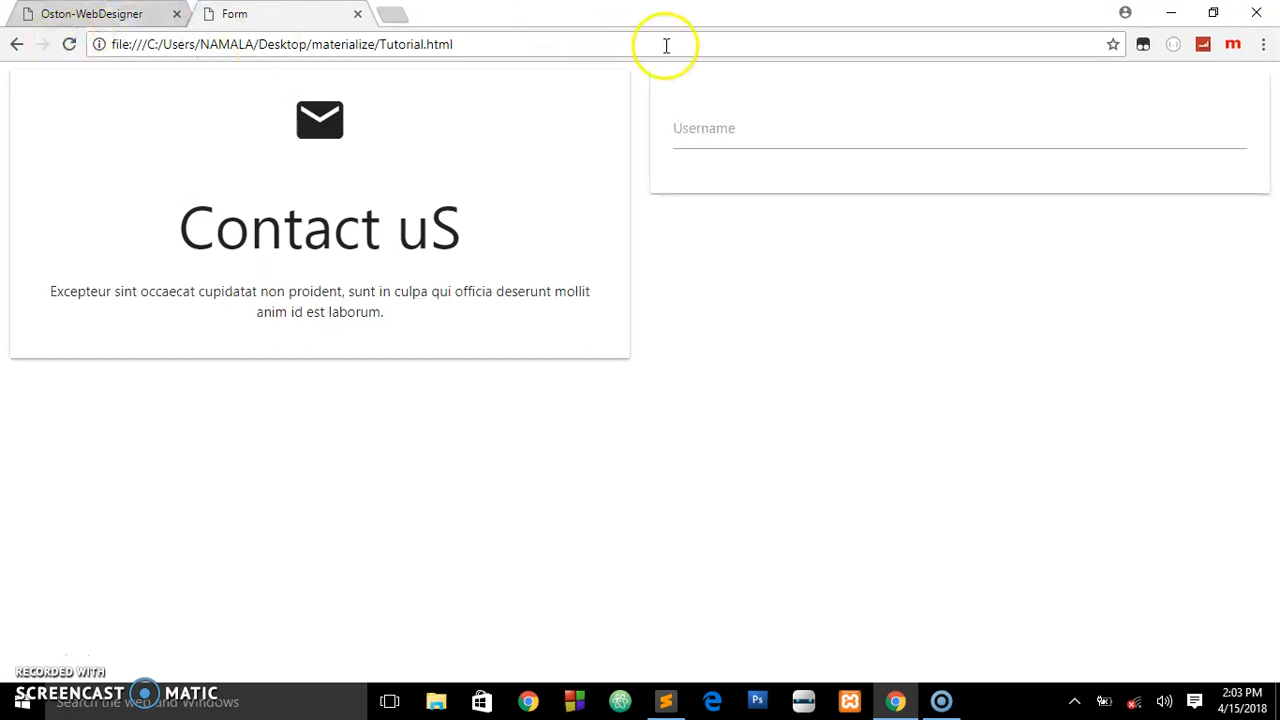 Oston-WebDesigner
Form
file:///C:/Users/NAMALA/Desktop/materialize/Tutorial.html
m
Contact uS
Excepteur sint occaecat cupidatat non proident, sunt in culpa qui officia deserunt mollit
anim id est laborum.
Username
RECORDED WITH
SCREENCAST MATIC
Search the web and Windows
Ps
2:03 PM
4/15/2018